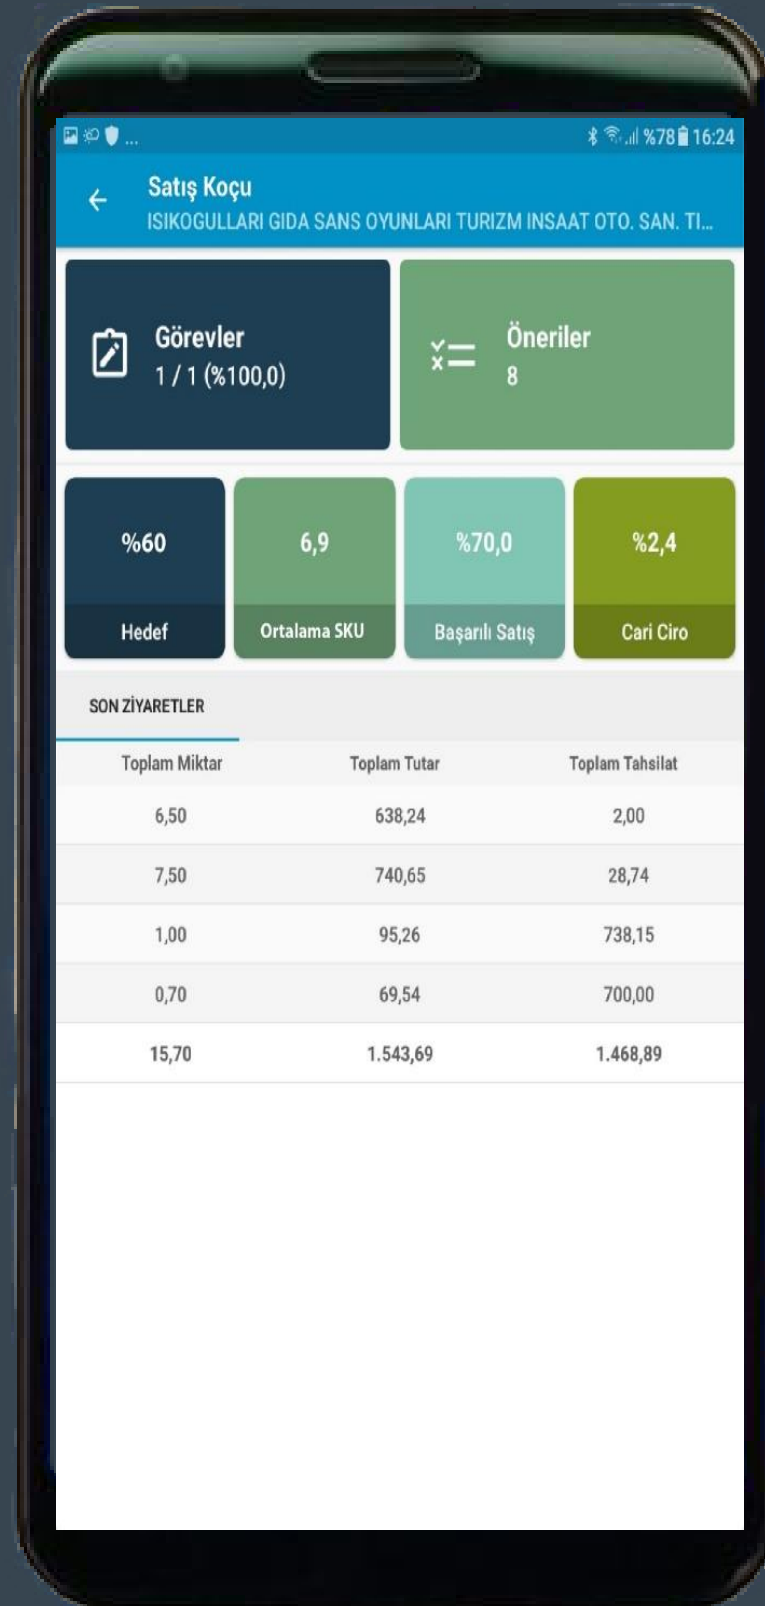 ... %78 16:24
Satış Koçu
ISIKOGULLARI GIDA SANS OYUNLARI TURIZM INSAAT OTO. SAN. TI...
Görevler
1 / 1 (%100,0)
Öneriler
8
%60
Hedef
6,9
Ortalama SKU
%70,0
Başarılı Satış
%2,4
Cari Ciro
SON ZİYARETLER
Toplam Miktar Toplam Tutar Toplam Tahsilat
6,50 638,24 2,00
7,50 740,65 28,74
1,00 95,26 738,15
0,70 69,54 700,00
15,70 1.543,69 1.468,89